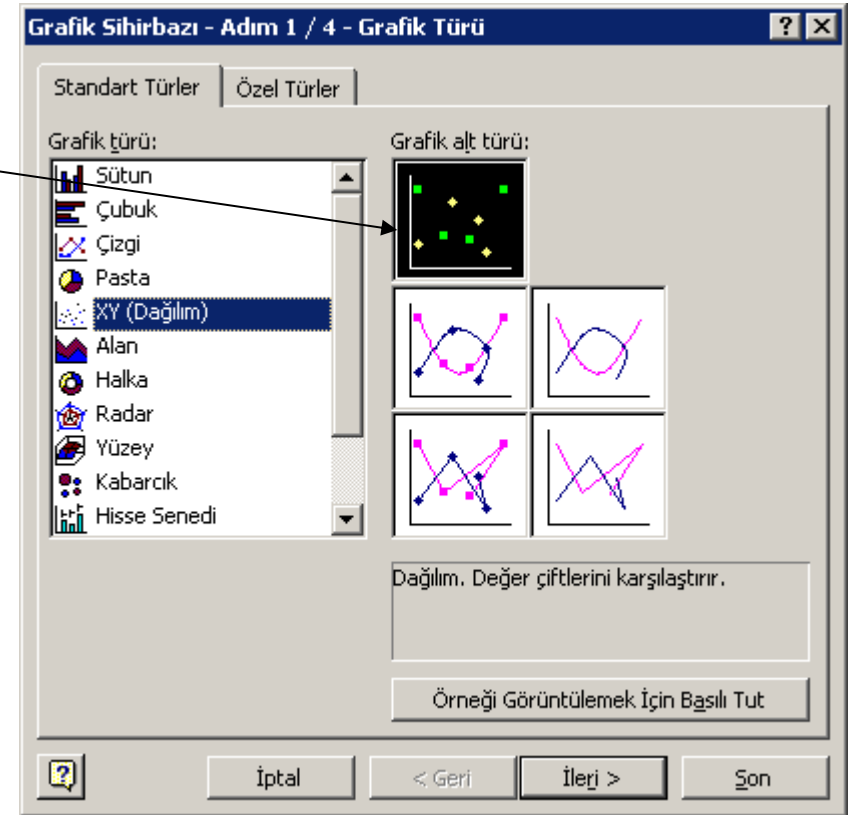 Grafik Sihirbazı - Adım 1 / 4 - Grafik Türü
Standart Türler
Özel Türler
Grafik türü:
Sütun
Çubuk
Çizgi
Pasta
XY (Dağılım)
Alan
Halka
Radar
Yüzey
Kabarcık
Hisse Senedi
Grafik alt türü:
Dağılım. Değer çiftlerini karşılaştırır.
Örneği Görüntülemek İçin Basılı Tut
İptal
< Geri
İleri >
Son